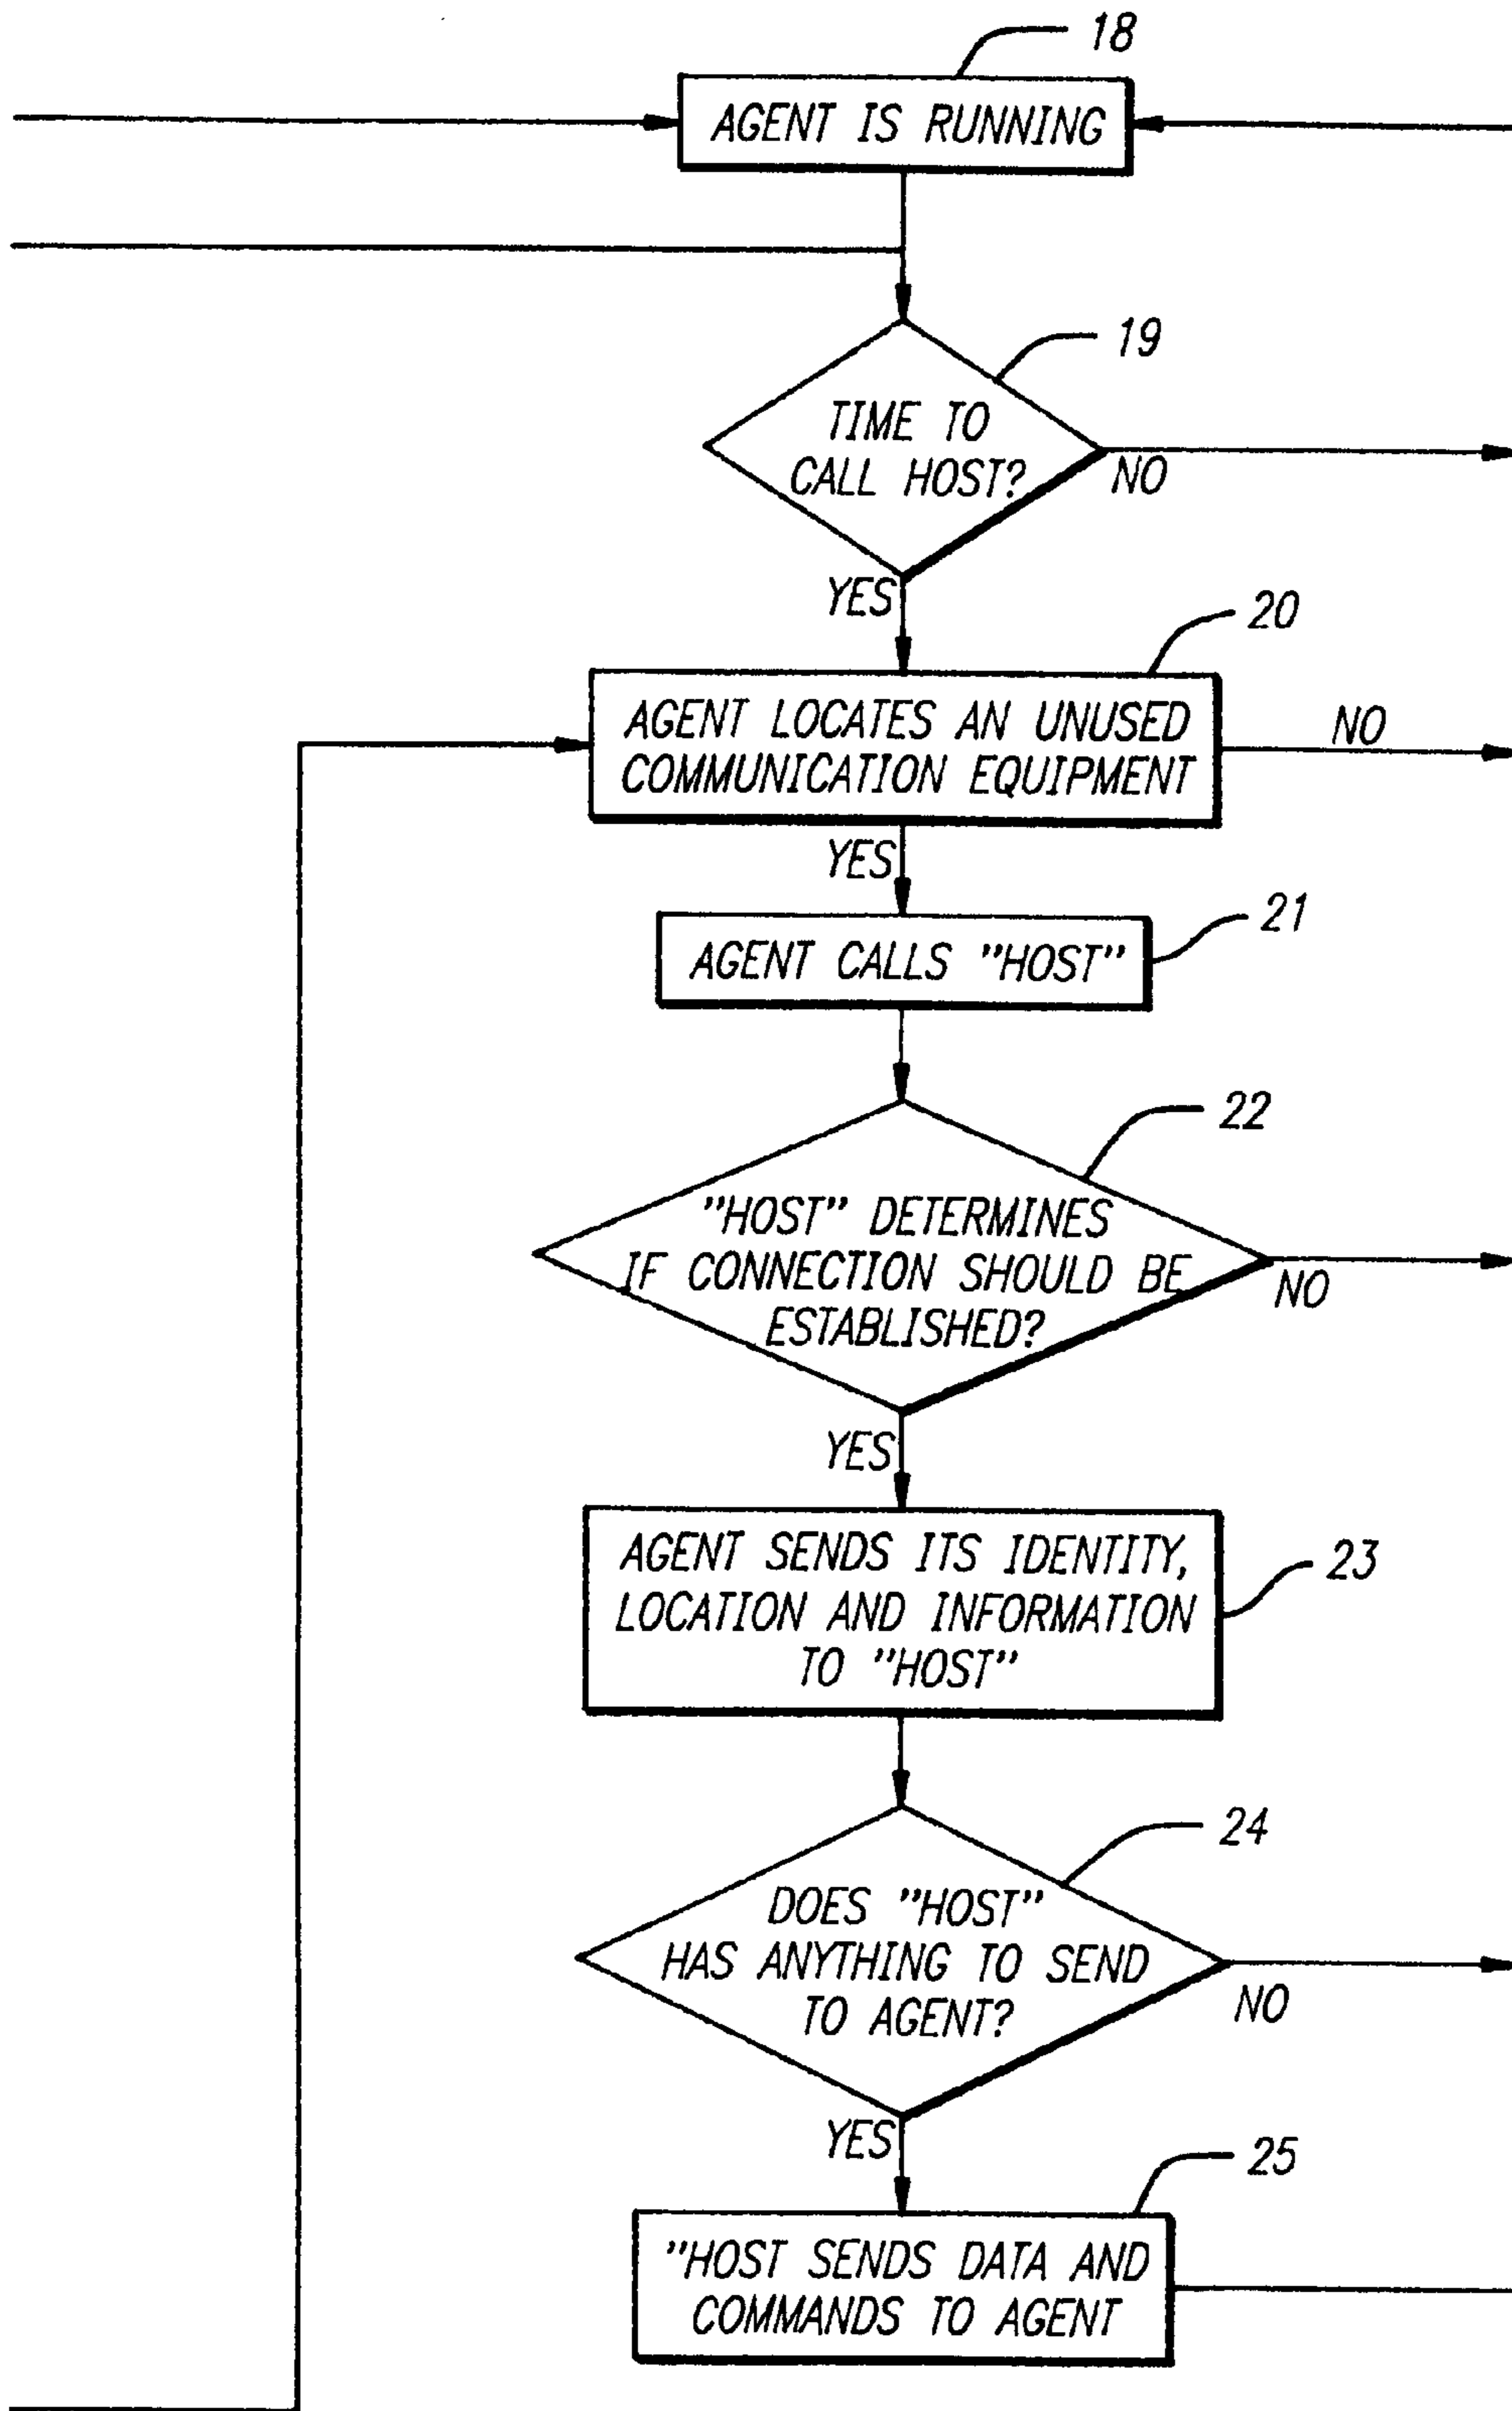 18
AGENT IS RUNNING
19
TIME TO
CALL HOST?
NO
YES
20
AGENT LOCATES AN UNUSED
COMMUNICATION EQUIPMENT
NO
YES
21
AGENT CALLS "HOST"
22
"HOST" DETERMINES
IF CONNECTION SHOULD BE
ESTABLISHED?
NO
YES
23
AGENT SENDS ITS IDENTITY,
LOCATION AND INFORMATION
TO "HOST"
24
DOES "HOST"
HAS ANYTHING TO SEND
TO AGENT?
NO
YES
25
"HOST SENDS DATA AND
COMMANDS TO AGENT